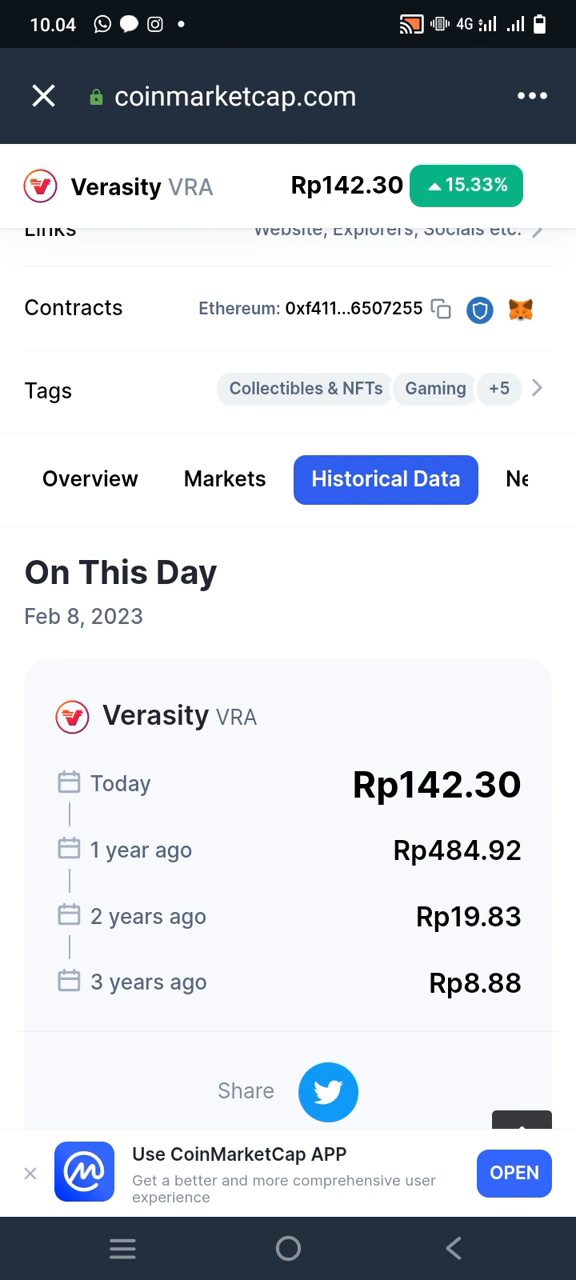 10.04 4G
coinmarketcap.com
Verasity VRA Rp142.30 15.33%
Links Website, Explorers, Socials etc.
Contracts Ethereum: 0xf411...6507255
Tags Collectibles & NFTs Gaming +5
Overview Markets Historical Data Ne
On This Day
Feb 8, 2023
Verasity VRA
Today Rp142.30
1 year ago Rp484.92
2 years ago Rp19.83
3 years ago Rp8.88
Share
Use CoinMarketCap APP
Get a better and more comprehensive user
experience
OPEN